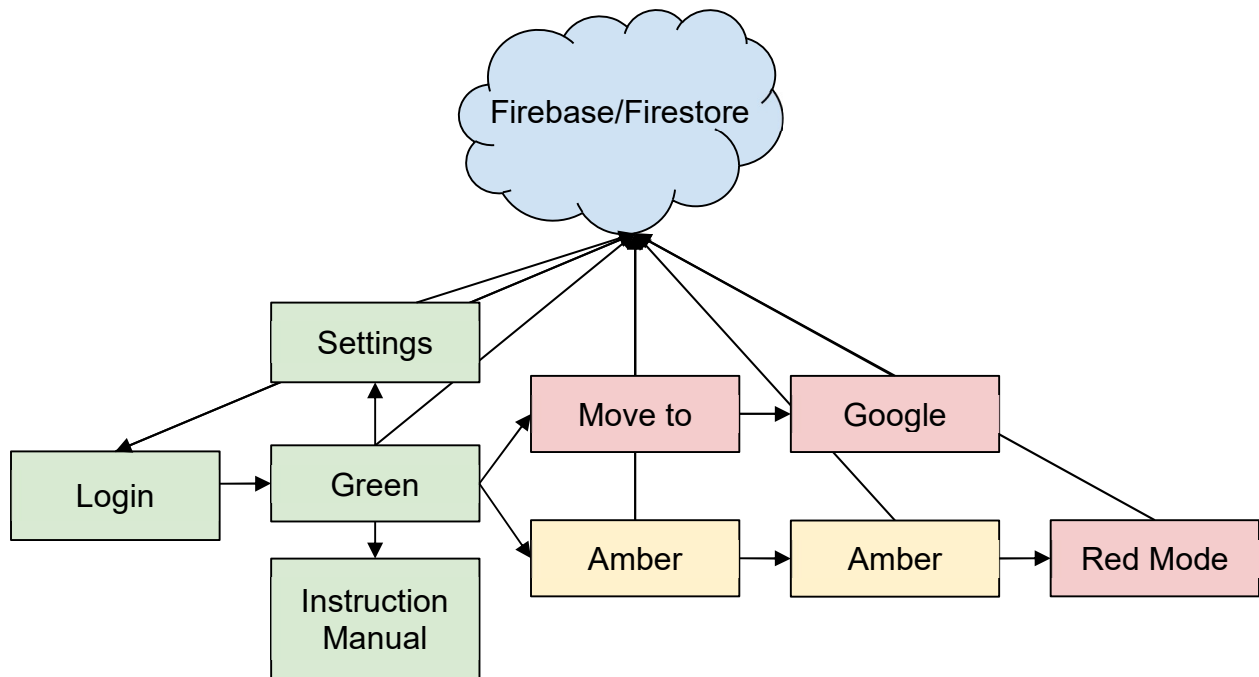 Firebase/Firestore
Settings
Move to
Google
Login
Green
Amber
Amber
Red Mode
Instruction
Manual